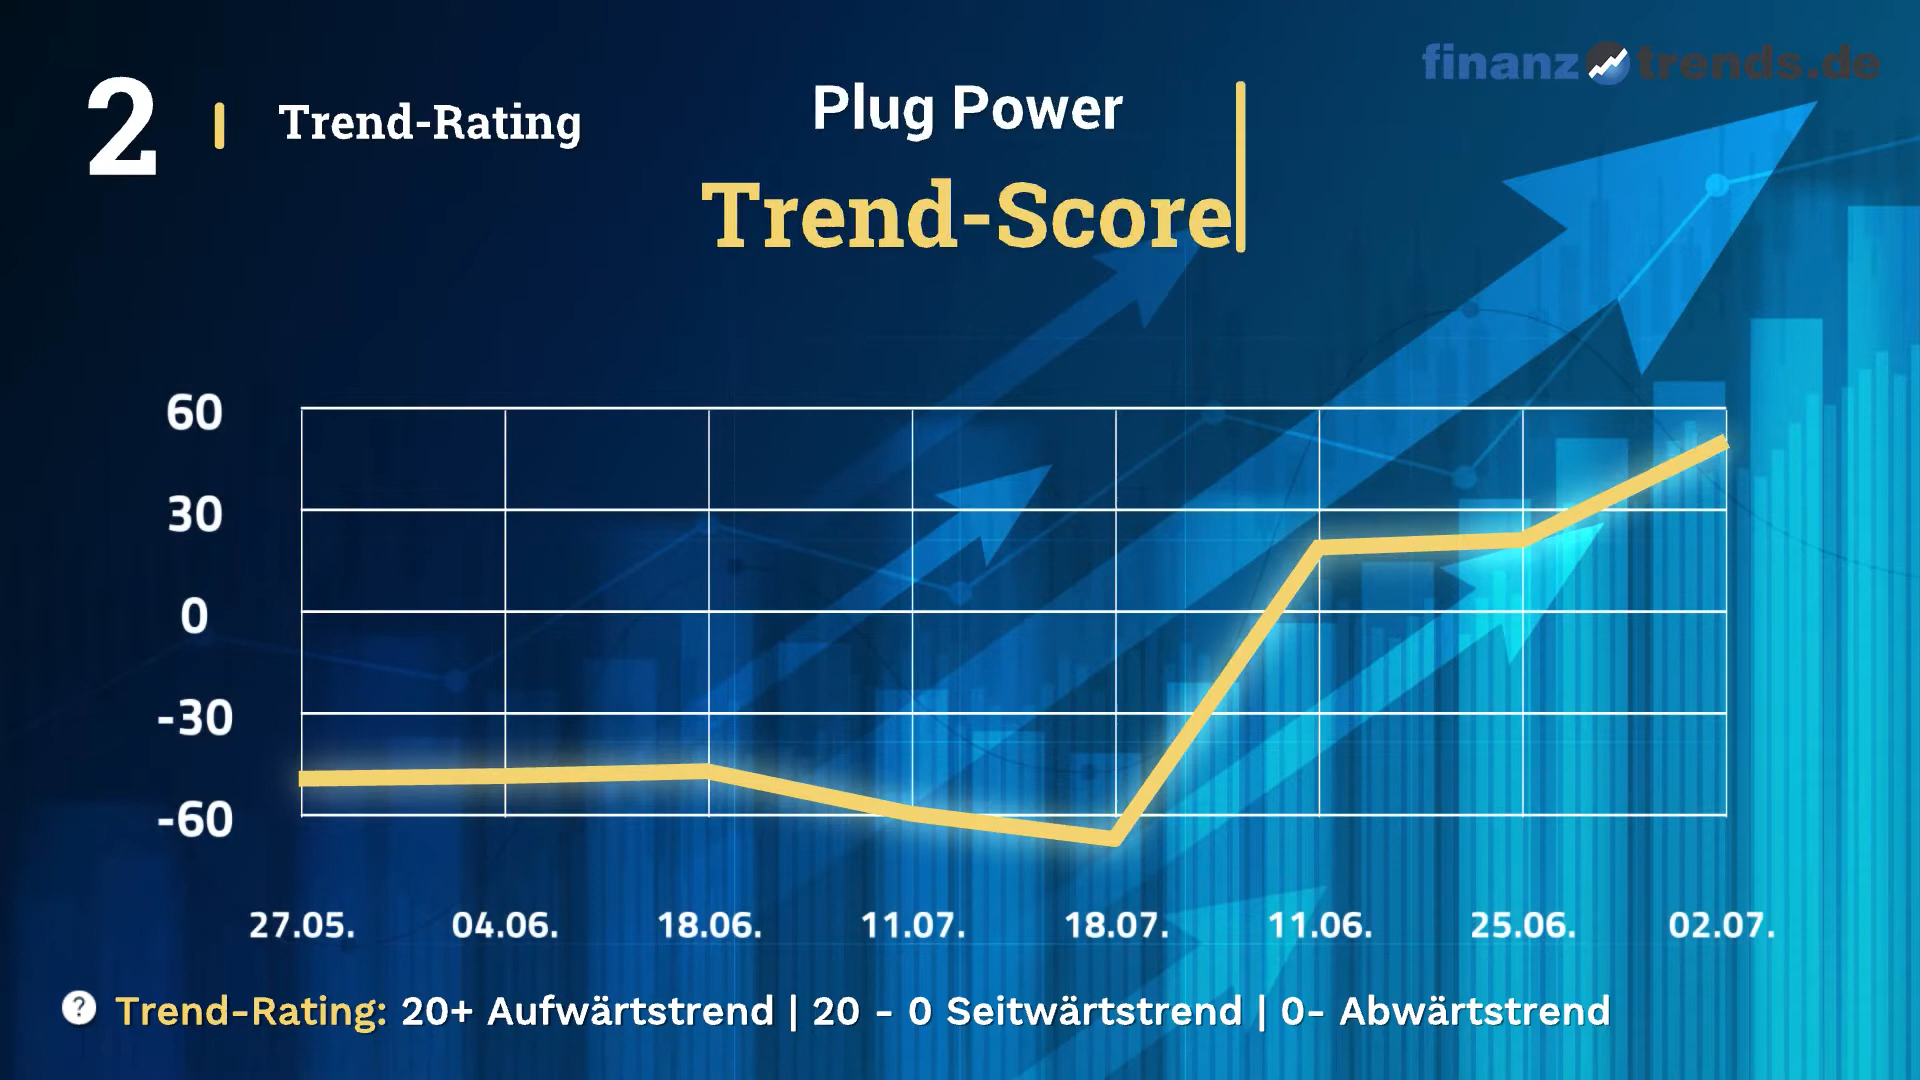 2
Trend-Rating
Plug Power
Trend-Score
finanztrends.de
60
30
0
-30
-60
27.05. 04.06. 18.06. 11.07. 18.07. 11.06. 25.06. 02.07.
? Trend-Rating: 20+ Aufwärtstrend | 20 - 0 Seitwärtstrend | 0- Abwärtstrend